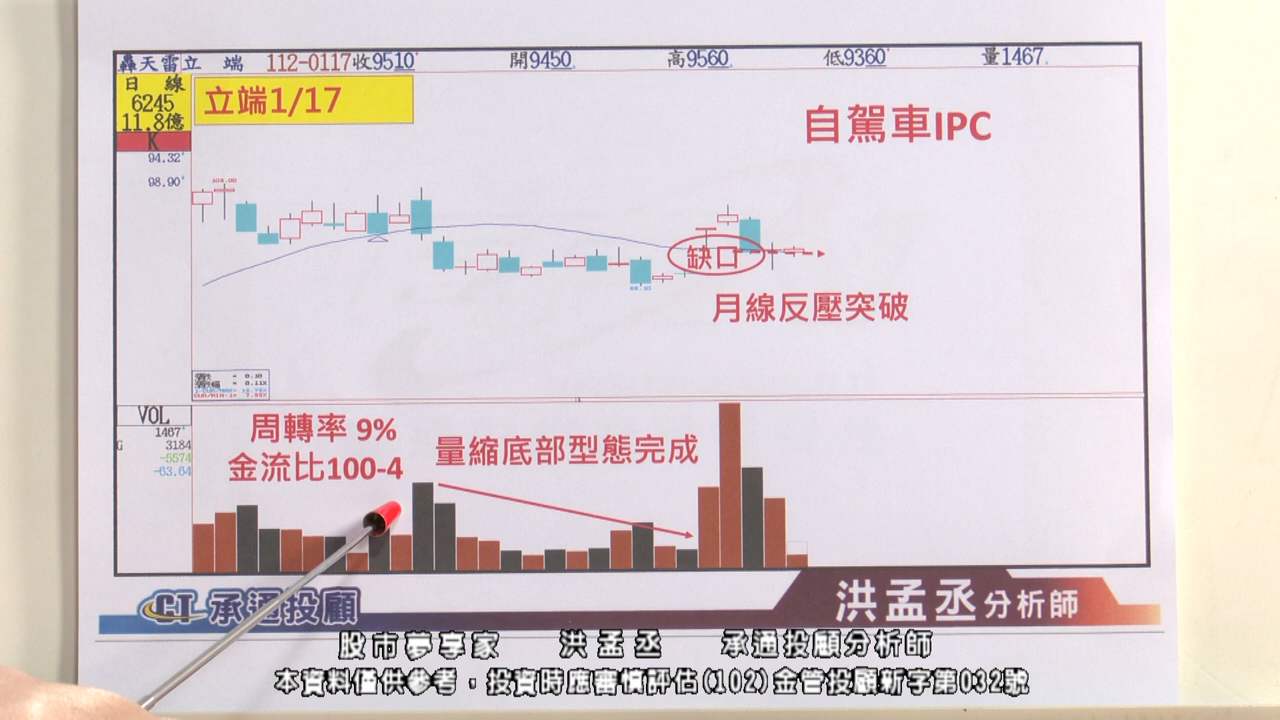 轟天雷立 端 112-0117收9510 開9450 高9560 低9360 量1467
日 線
6245
11.8億
K
94.32
98.90
立端1/17
自駕車IPC
缺口
月線反壓突破
VOL
1467
G 3184
-5574
-63.64
周轉率 9%
金流比100-4
量縮底部型態完成
CT 承通投顧
洪孟丞分析師
股市夢享家 洪孟丞 承通投顧分析師
本資料僅供參考，投資時應審慎評估(102)金管投顧新字第032號